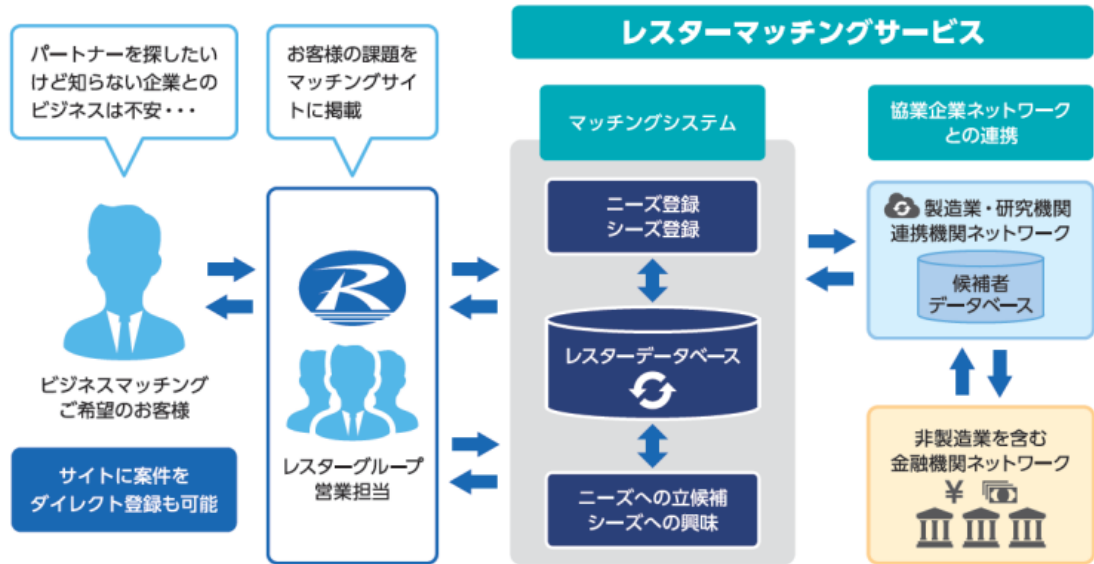 レスターマッチングサービス
パートナーを探したい
けど知らない企業との
ビジネスは不安・・・
お客様の課題を
マッチングサイ
トに掲載
マッチングシステム
協業企業ネットワーク
との連携
ニーズ登録
シーズ登録
製造業・研究機関
連携機関ネットワーク
候補者
データベース
R
レスターデータベース
ビジネスマッチング
ご希望のお客様
サイトに案件を
ダイレクト登録も可能
レスターグループ
営業担当
ニーズへの立候補
シーズへの興味
非製造業を含む
金融機関ネットワーク
¥